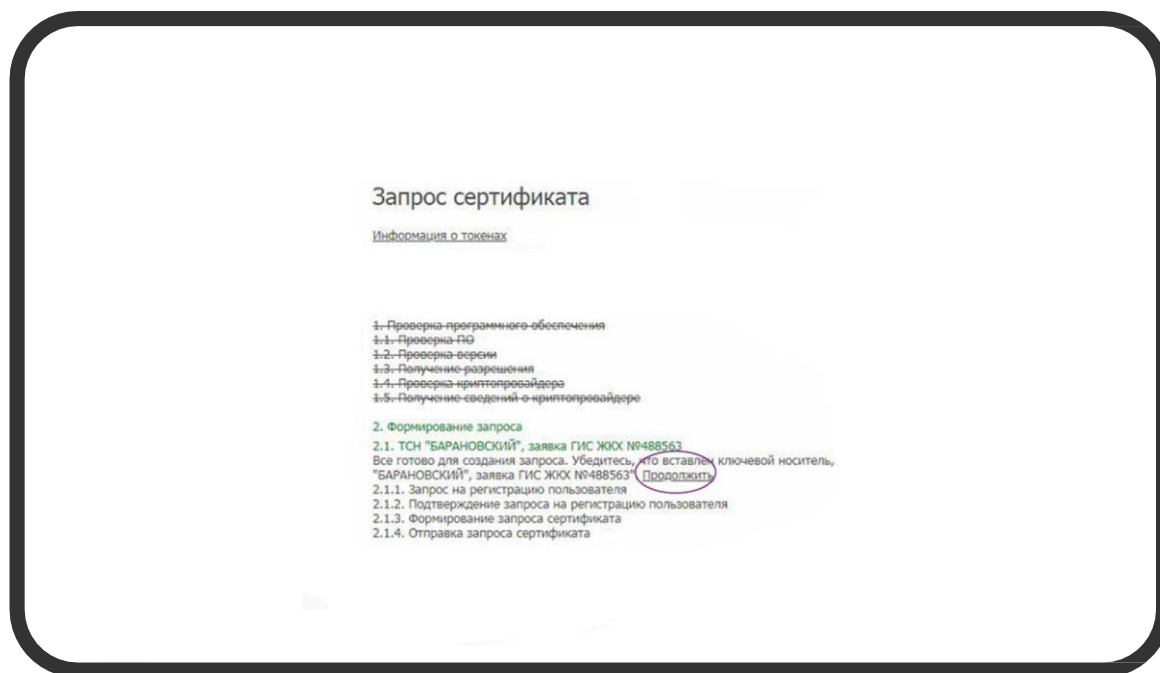 Запрос сертификата
Информация о токенах
1. Проверка программного обеспечения
1.1. Проверка ПО
1.2. Проверка версии
1.3. Получение разрешения
1.4. Проверка криптопровайдера
1.5. Получение сведений о криптопровайдере
2. Формирование запроса
2.1. ТСН "БАРАНОВСКИЙ", заявка ГИС ЖКХ №488563
Все готово для создания запроса. Убедитесь, что вставлен ключевой носитель,
"БАРАНОВСКИЙ", заявка ГИС ЖКХ №488563" Продолжить
2.1.1. Запрос на регистрацию пользователя
2.1.2. Подтверждение запроса на регистрацию пользователя
2.1.3. Формирование запроса сертификата
2.1.4. Отправка запроса сертификата